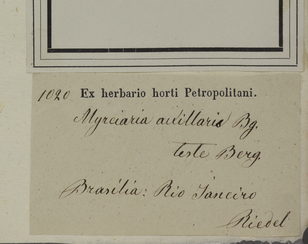 1020 Ex herbario horti Petropolitani.
Myrciaria axillaris Bg.
teste Berg
Brasilia: Rio Janeiro
Riedel